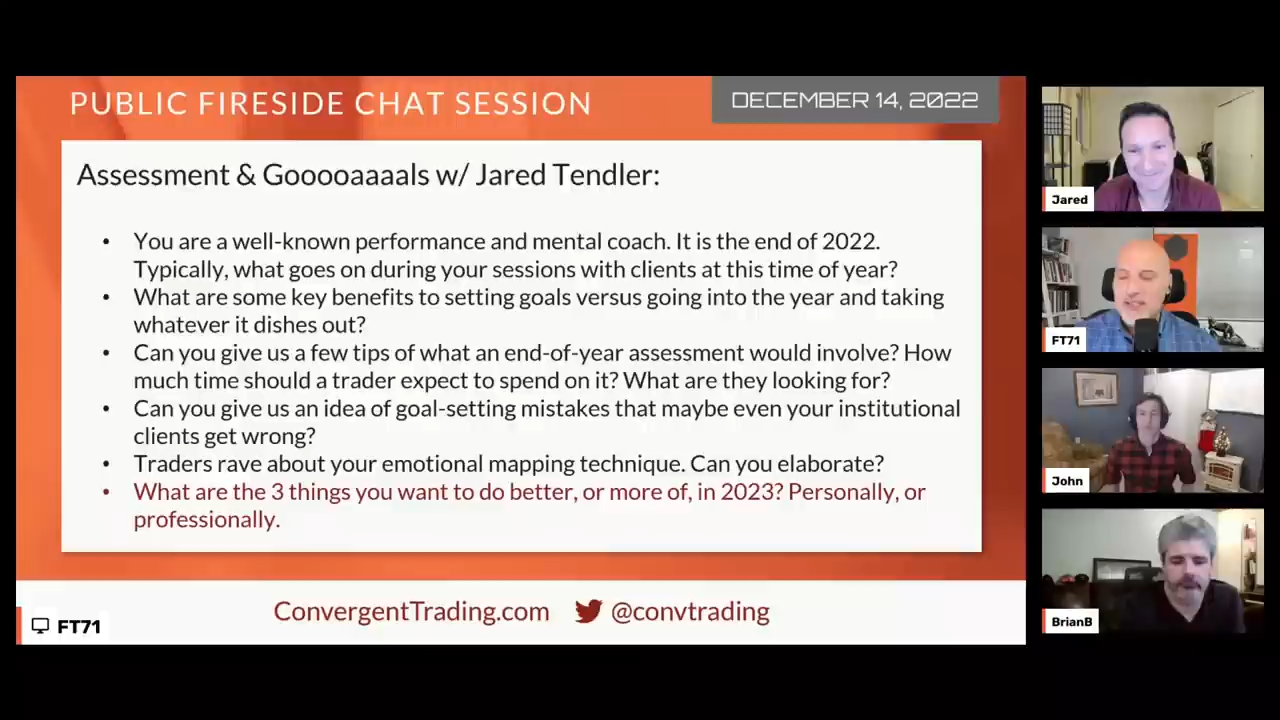 PUBLIC FIRESIDE CHAT SESSION
DECEMBER 14, 2022
Assessment & Gooooaaaals w/ Jared Tendler:
• You are a well-known performance and mental coach. It is the end of 2022.
Typically, what goes on during your sessions with clients at this time of year?
• What are some key benefits to setting goals versus going into the year and taking
whatever it dishes out?
• Can you give us a few tips of what an end-of-year assessment would involve? How
much time should a trader expect to spend on it? What are they looking for?
• Can you give us an idea of goal-setting mistakes that maybe even your institutional
clients get wrong?
• Traders rave about your emotional mapping technique. Can you elaborate?
• What are the 3 things you want to do better, or more of, in 2023? Personally, or
professionally.
ConvergentTrading.com @convtrading
FT71
Jared
FT71
John
BrianB